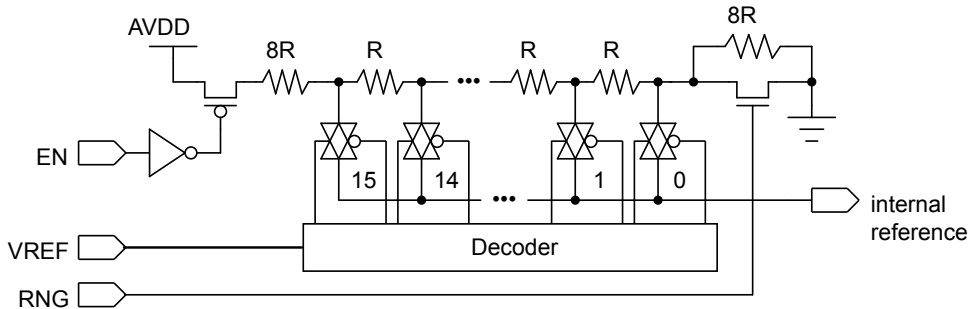 AVDD
8R
R
R
R
8R
EN
15
14
1
0
internal
reference
VREF
Decoder
RNG